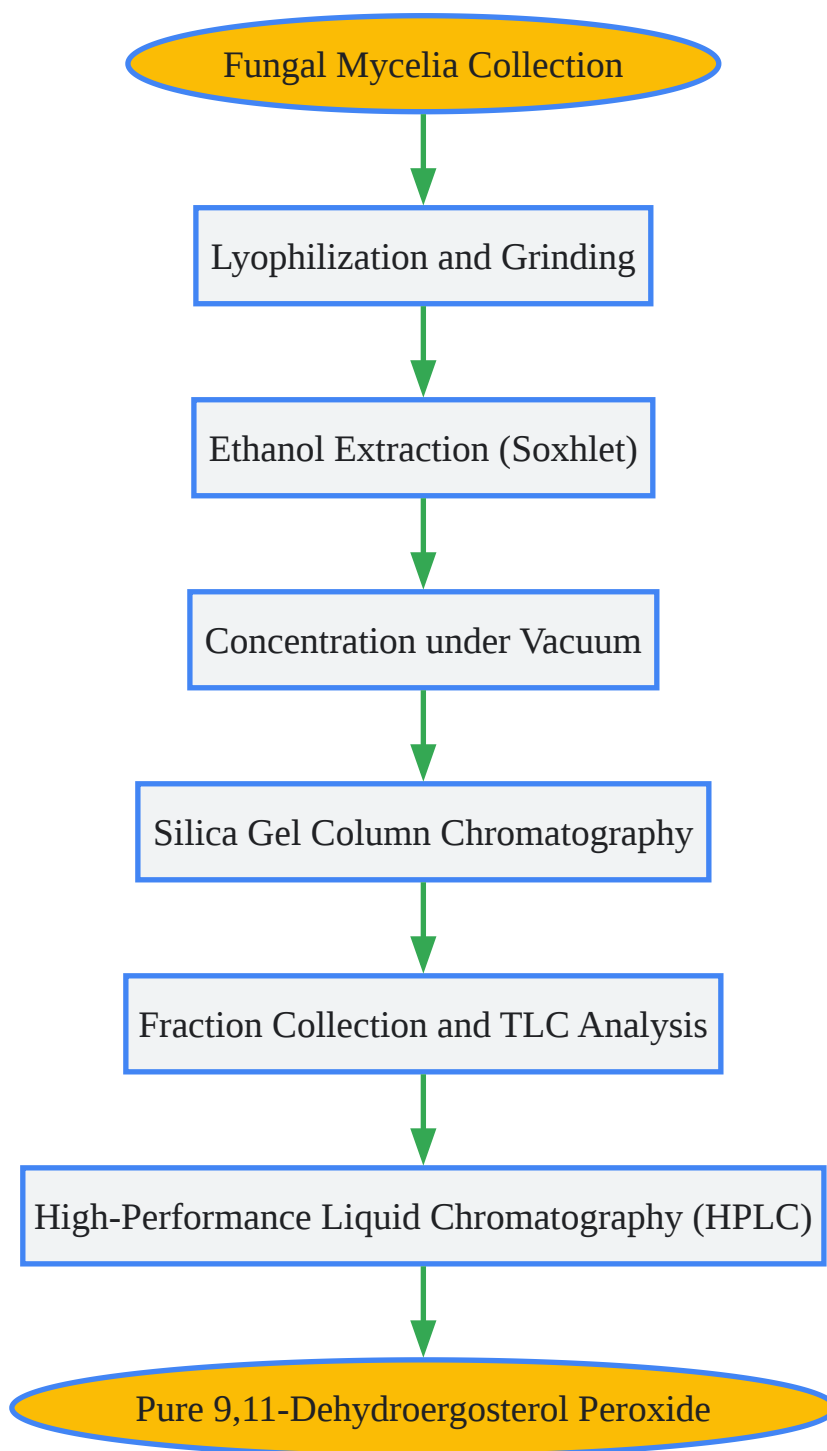 Fungal Mycelia Collection
Lyophilization and Grinding
Ethanol Extraction (Soxhlet)
Concentration under Vacuum
Silica Gel Column Chromatography
Fraction Collection and TLC Analysis
High-Performance Liquid Chromatography (HPLC)
Pure 9,11-Dehydroergosterol Peroxide